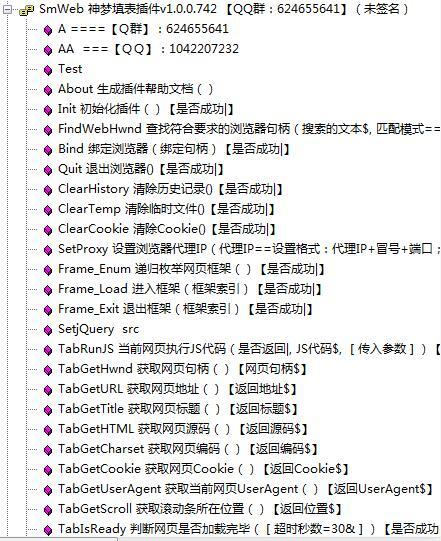 SmWeb 神梦填表插件v1.0.0.742 【QQ群：624655641】（未签名）
A ====【Q群】：624655641
AA ===【QQ】：1042207232
Test
About 生成插件帮助文档（）
Init 初始化插件（）【是否成功|】
FindWebHwnd 查找符合要求的浏览器句柄（搜索的文本$, 匹配模式==
Bind 绑定浏览器（绑定句柄）【是否成功|】
Quit 退出浏览器()【是否成功|】
ClearHistory 清除历史记录()【是否成功|】
ClearTemp 清除临时文件()【是否成功|】
ClearCookie 清除Cookie()【是否成功|】
SetProxy 设置浏览器代理IP（代理IP==设置格式：代理IP+冒号+端口；
Frame_Enum 递归枚举网页框架（）【是否成功|】
Frame_Load 进入框架（框架索引）【是否成功|】
Frame_Exit 退出框架（框架索引）【是否成功|】
SetjQuery src
TabRunJS 当前网页执行JS代码（是否返回|, JS代码$, [传入参数]）【
TabGetHwnd 获取网页句柄（）【网页句柄$】
TabGetURL 获取网页地址（）【返回地址$】
TabGetTitle 获取网页标题（）【返回标题$】
TabGetHTML 获取网页源码（）【返回源码$】
TabGetCharset 获取网页编码（）【返回编码$】
TabGetCookie 获取网页Cookie（）【返回Cookie$】
TabGetUserAgent 获取当前网页UserAgent（）【返回UserAgent$】
TabGetScroll 获取滚动条所在位置（）【返回位置$】
TabIsReady 判断网页是否加载完毕（[超时秒数=30&]）【是否成功